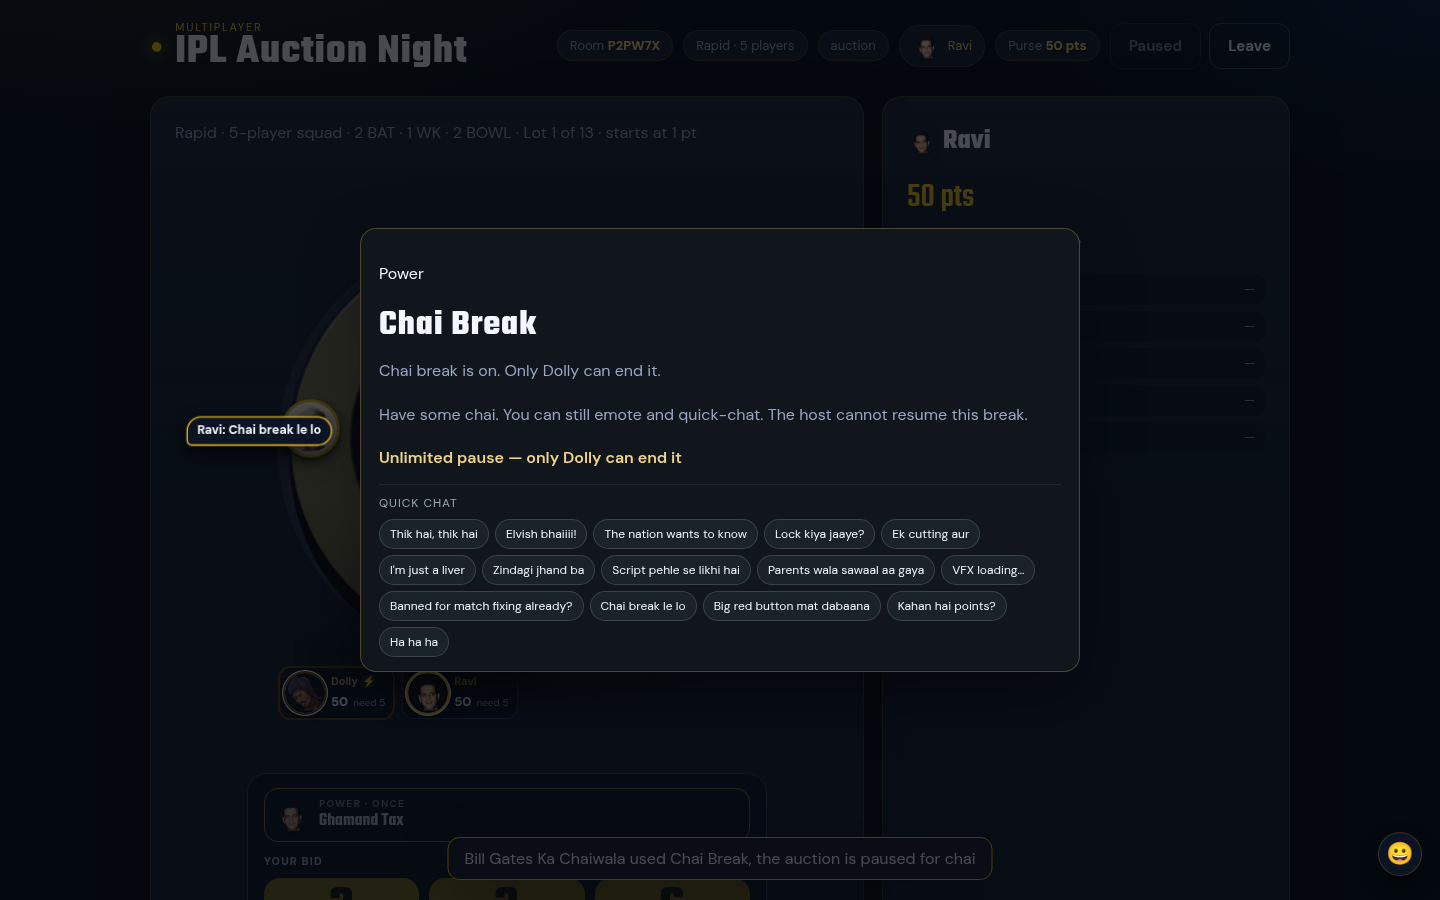 MULTIPLAYER
IPL Auction Night
Room P2PW7X
Rapid · 5 players
auction
Ravi
Purse 50 pts
Paused
Leave
Rapid · 5-player squad · 2 BAT · 1 WK · 2 BOWL · Lot 1 of 13 · starts at 1 pt
Ravi
50 pts
—
—
—
—
—
Power
Chai Break
Chai break is on. Only Dolly can end it.
Have some chai. You can still emote and quick-chat. The host cannot resume this break.
Unlimited pause — only Dolly can end it
QUICK CHAT
Thik hai, thik hai
Elvish bhaiiii!
The nation wants to know
Lock kiya jaaye?
Ek cutting aur
I'm just a liver
Zindagi jhand ba
Script pehle se likhi hai
Parents wala sawaal aa gaya
VFX loading…
Banned for match fixing already?
Chai break le lo
Big red button mat dabaana
Kahan hai points?
Ha ha ha
Ravi: Chai break le lo
Dolly ⚡
50 need 5
Ravi
50 need 5
POWER · ONCE
Ghamand Tax
YOUR BID
Bill Gates Ka Chaiwala used Chai Break, the auction is paused for chai